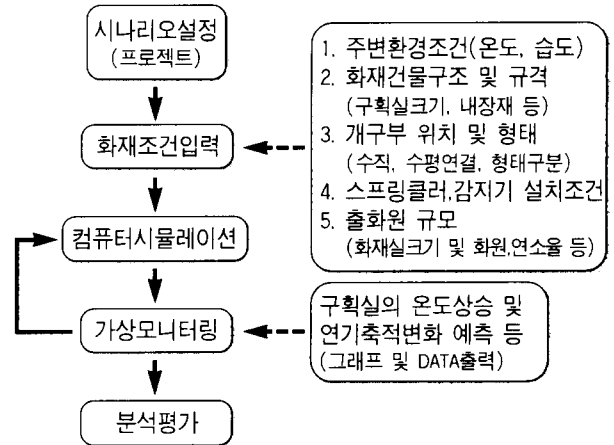 시나리오설정
(프로젝트)
화재조건입력
컴퓨터시뮬레이션
가상모니터링
분석평가
1. 주변환경조건(온도, 습도)
2. 화재건물구조 및 규격
(구획실크기, 내장재 등)
3. 개구부 위치 및 형태
(수직, 수평연결, 형태구분)
4. 스프링클러,감지기 설치조건
5. 출화원 규모
(화재실크기 및 화원,연소율 등)
구획실의 온도상승 및
연기축적변화 예측 등
(그래프 및 DATA출력)